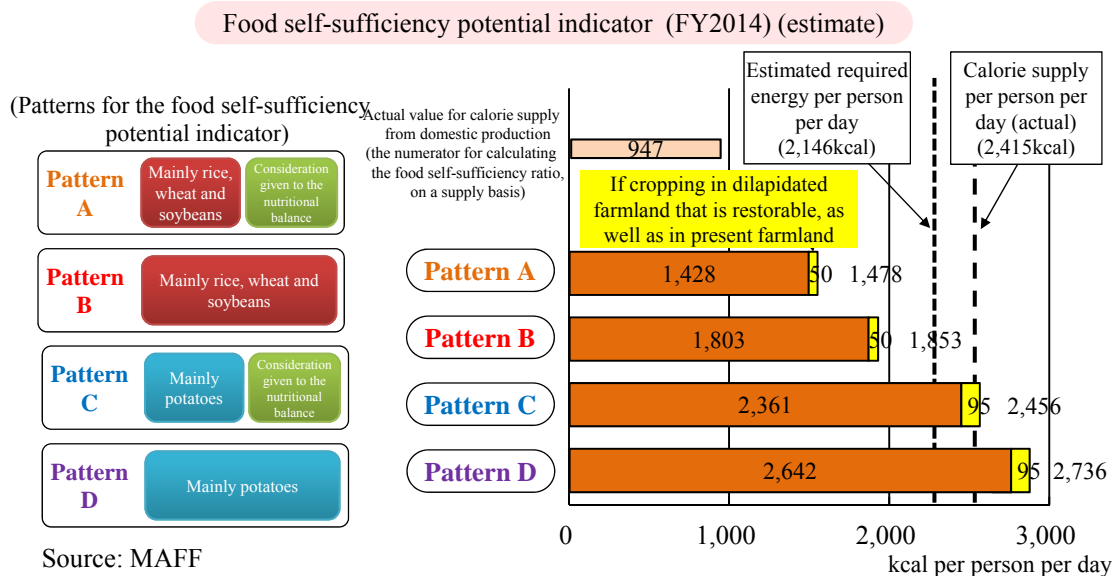 Food self-sufficiency potential indicator (FY2014) (estimate)
(Patterns for the food self-sufficiency
potential indicator)
Pattern
A
Mainly rice,
wheat and
soybeans
Consideration
given to the
nutritional
balance
Pattern
B
Mainly rice, wheat and
soybeans
Pattern
C
Mainly
potatoes
Consideration
given to the
nutritional
balance
Pattern
D
Mainly potatoes
Source: MAFF
Actual value for calorie supply
from domestic production
(the numerator for calculating
the food self-sufficiency ratio,
on a supply basis)
947
Estimated required
energy per person
per day
(2,146kcal)
Calorie supply
per person per
day (actual)
(2,415kcal)
If cropping in dilapidated
farmland that is restorable, as
well as in present farmland
Pattern A
1,428 50 1,478
Pattern B
1,803 50 1,853
Pattern C
2,361 95 2,456
Pattern D
2,642 95 2,736
0 1,000 2,000 3,000
kcal per person per day